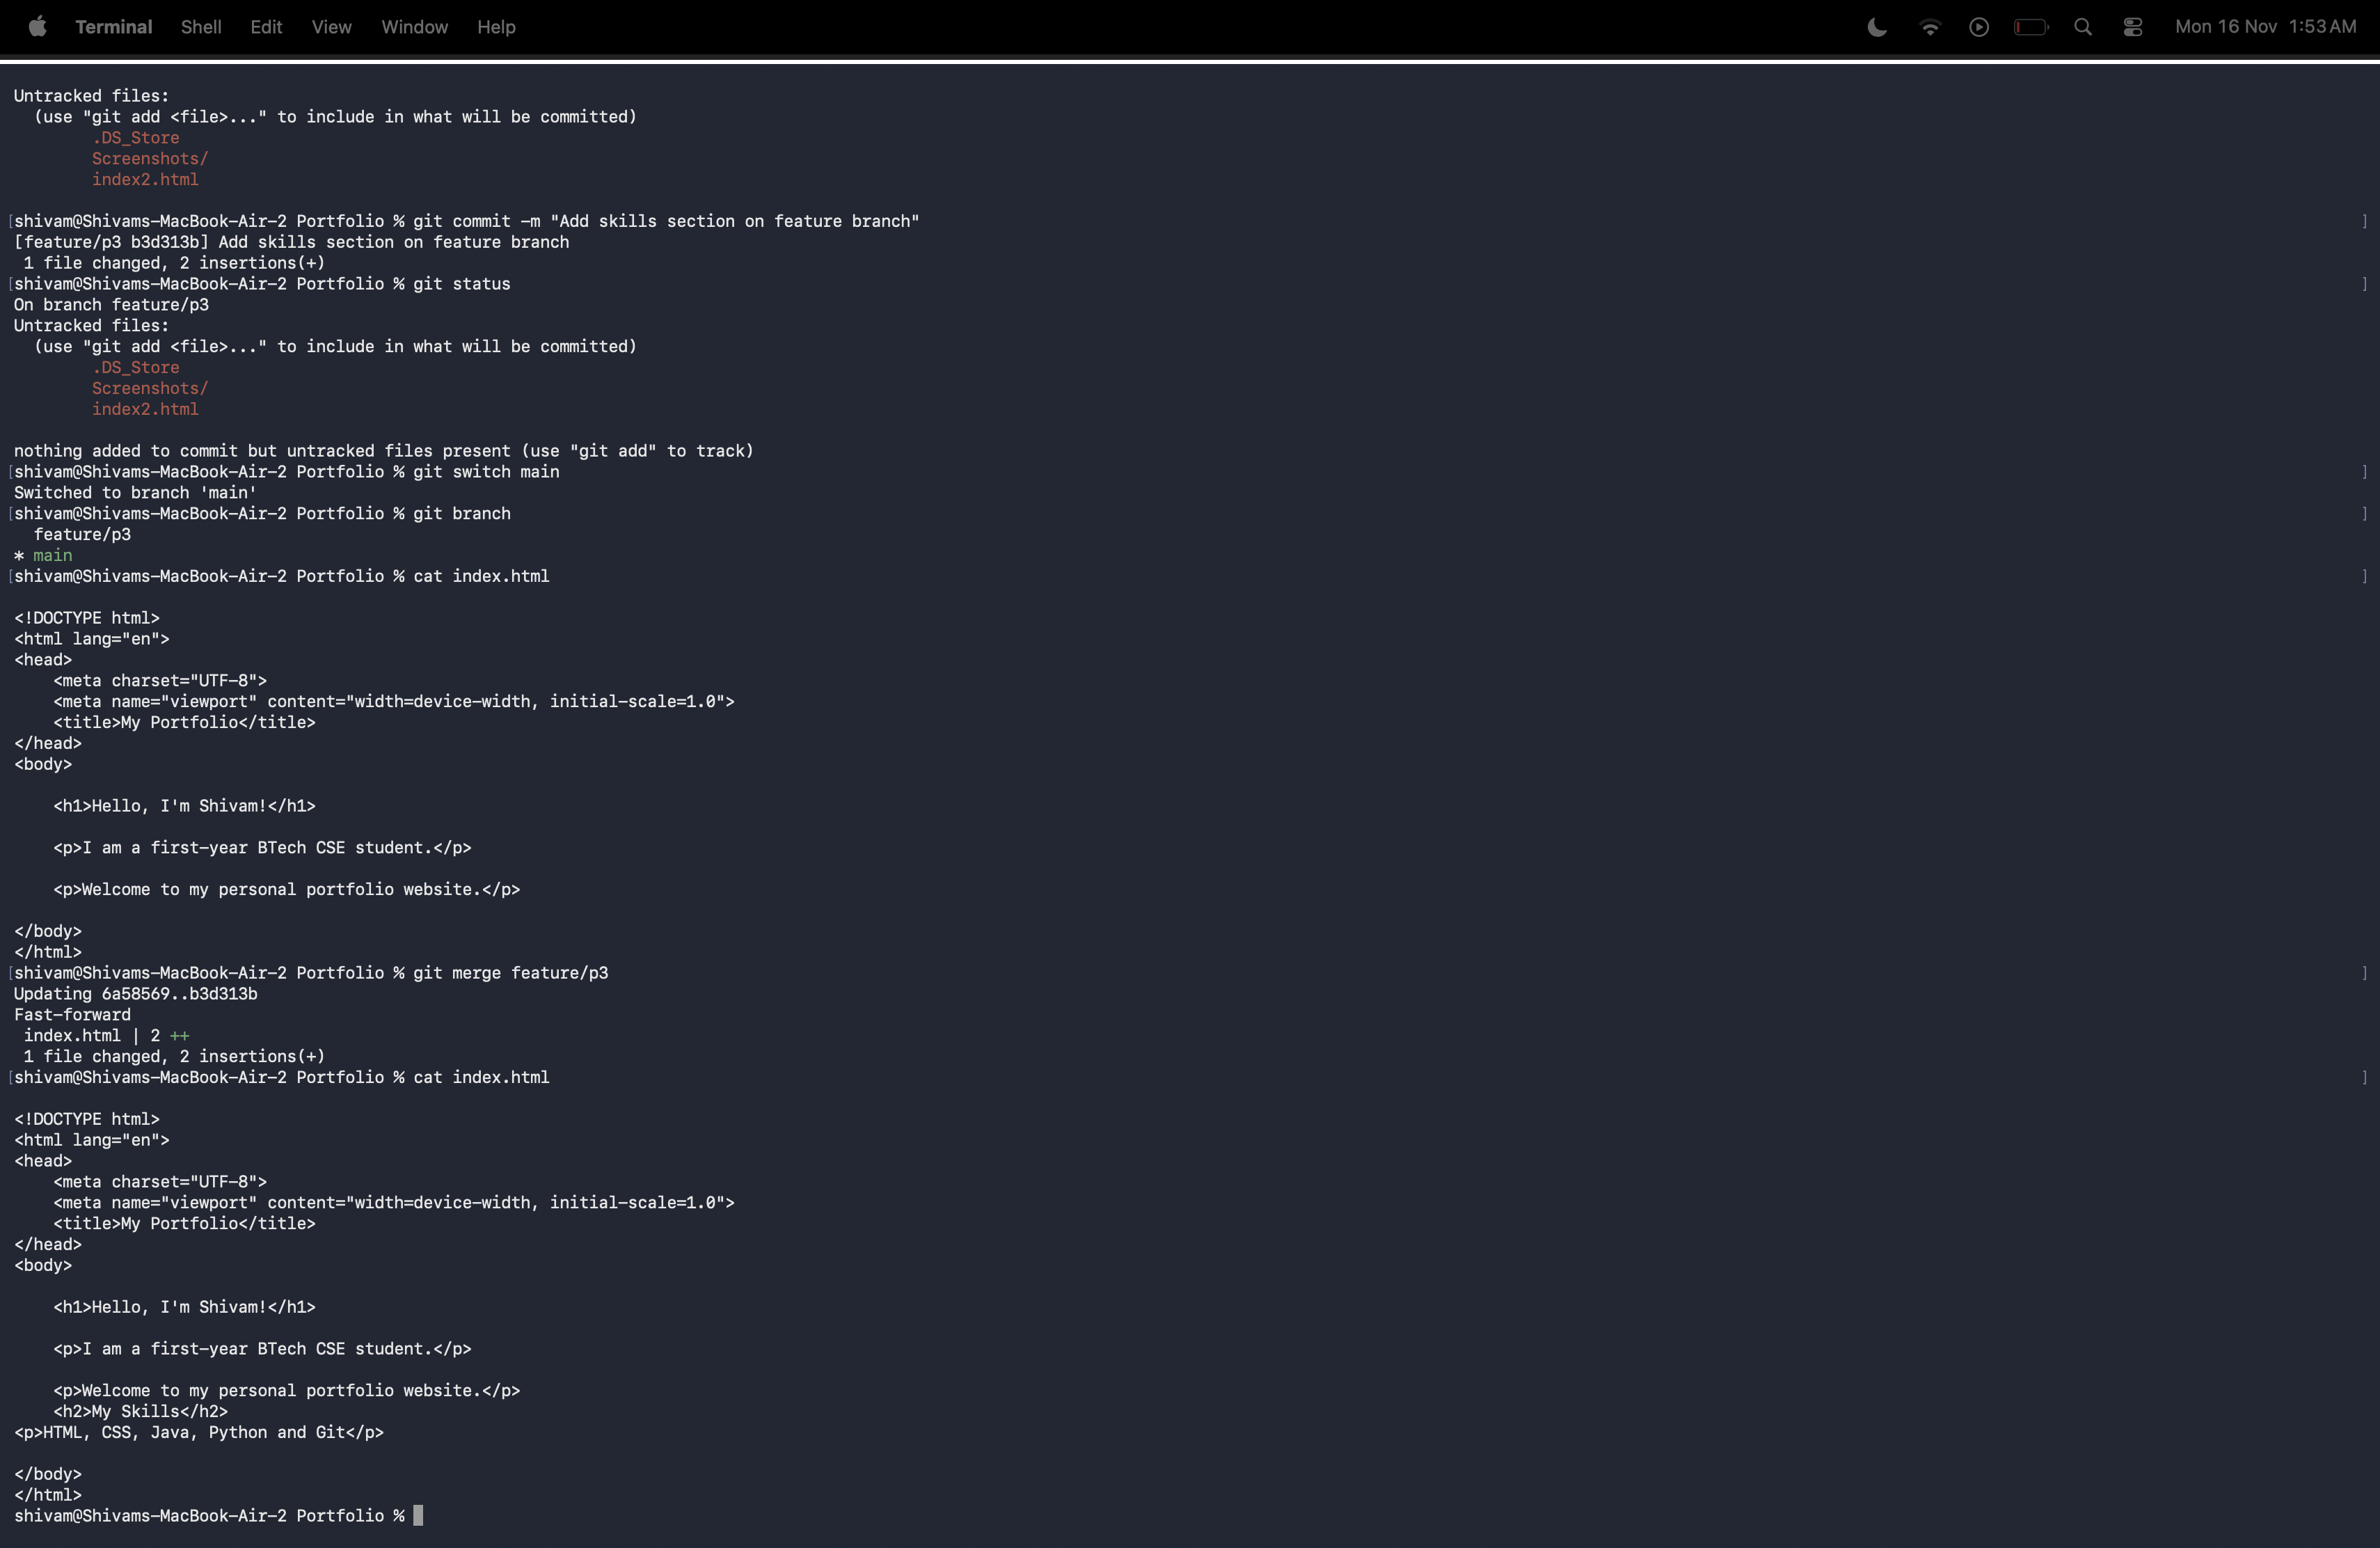 Terminal Shell Edit View Window Help Mon 16 Nov 1:53 AM
Untracked files:
  (use "git add <file>..." to include in what will be committed)
        .DS_Store
        Screenshots/
        index2.html

[shivam@Shivams-MacBook-Air-2 Portfolio % git commit -m "Add skills section on feature branch" ]
[feature/p3 b3d313b] Add skills section on feature branch
 1 file changed, 2 insertions(+)
[shivam@Shivams-MacBook-Air-2 Portfolio % git status ]
On branch feature/p3
Untracked files:
  (use "git add <file>..." to include in what will be committed)
        .DS_Store
        Screenshots/
        index2.html

nothing added to commit but untracked files present (use "git add" to track)
[shivam@Shivams-MacBook-Air-2 Portfolio % git switch main ]
Switched to branch 'main'
[shivam@Shivams-MacBook-Air-2 Portfolio % git branch ]
  feature/p3
* main
[shivam@Shivams-MacBook-Air-2 Portfolio % cat index.html ]

<!DOCTYPE html>
<html lang="en">
<head>
    <meta charset="UTF-8">
    <meta name="viewport" content="width=device-width, initial-scale=1.0">
    <title>My Portfolio</title>
</head>
<body>

    <h1>Hello, I'm Shivam!</h1>

    <p>I am a first-year BTech CSE student.</p>

    <p>Welcome to my personal portfolio website.</p>

</body>
</html>
[shivam@Shivams-MacBook-Air-2 Portfolio % git merge feature/p3 ]
Updating 6a58569..b3d313b
Fast-forward
 index.html | 2 ++
 1 file changed, 2 insertions(+)
[shivam@Shivams-MacBook-Air-2 Portfolio % cat index.html ]

<!DOCTYPE html>
<html lang="en">
<head>
    <meta charset="UTF-8">
    <meta name="viewport" content="width=device-width, initial-scale=1.0">
    <title>My Portfolio</title>
</head>
<body>

    <h1>Hello, I'm Shivam!</h1>

    <p>I am a first-year BTech CSE student.</p>

    <p>Welcome to my personal portfolio website.</p>
    <h2>My Skills</h2>
<p>HTML, CSS, Java, Python and Git</p>

</body>
</html>
shivam@Shivams-MacBook-Air-2 Portfolio %